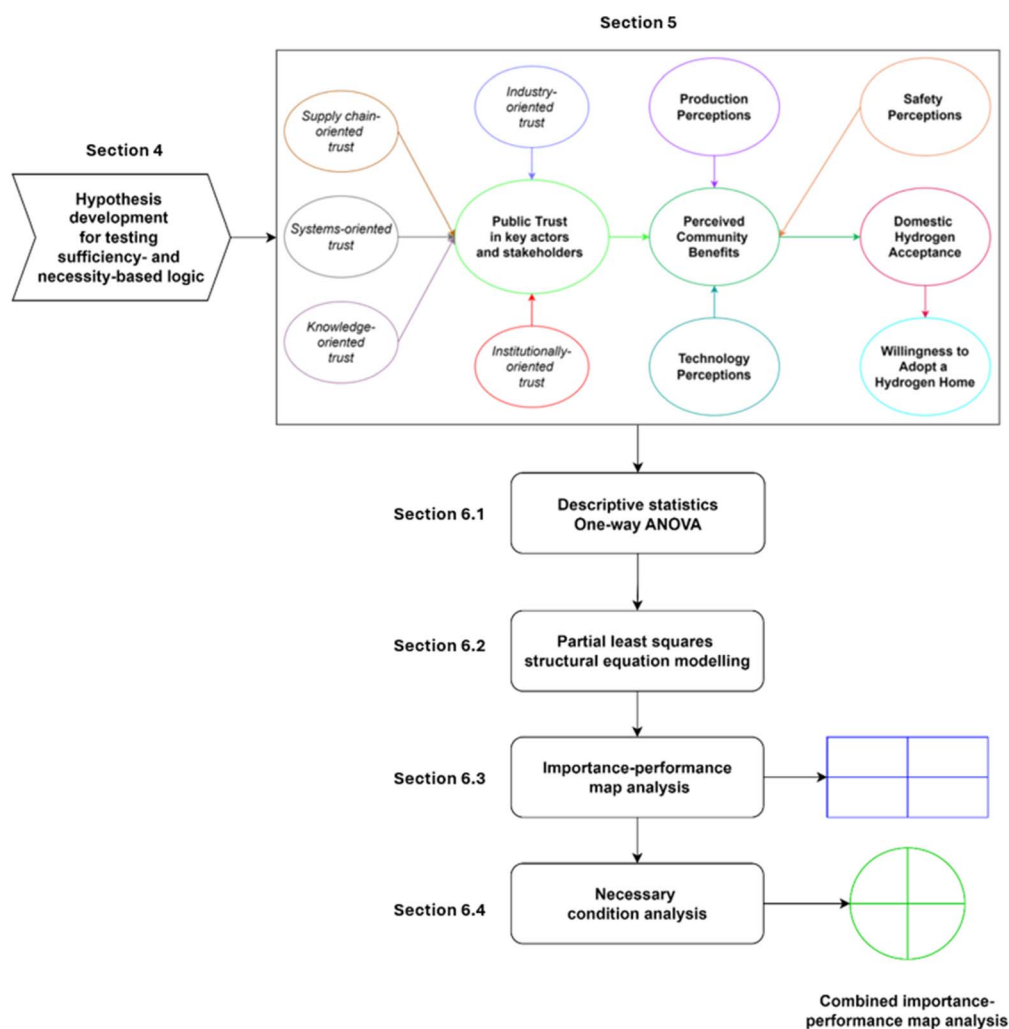 Section 5
Section 4
Hypothesis
development
for testing
sufficiency- and
necessity-based logic
Supply chain-
oriented
trust
Industry-
oriented
trust
Production
Perceptions
Safety
Perceptions
Systems-oriented
trust
Public Trust
in key actors
and stakeholders
Perceived
Community
Benefits
Domestic
Hydrogen
Acceptance
Knowledge-
oriented
trust
Institutionally-
oriented
trust
Technology
Perceptions
Willingness to
Adopt a
Hydrogen Home
Section 6.1
Descriptive statistics
One-way ANOVA
Section 6.2
Partial least squares
structural equation modelling
Section 6.3
Importance-performance
map analysis
Section 6.4
Necessary
condition analysis
Combined importance-
performance map analysis